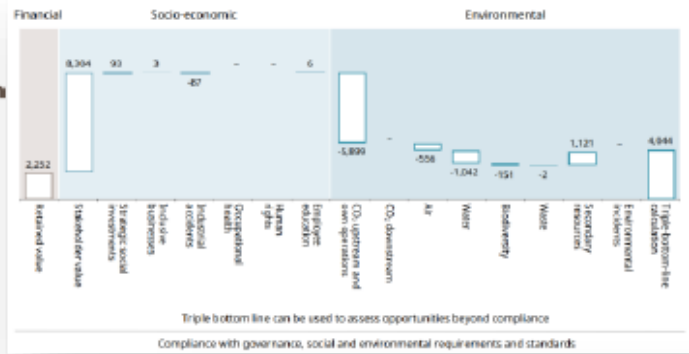 Financial
Socio-economic
Environmental
2,252
8,304
93
3
-87
–
–
6
-5,899
–
-558
-1,042
-151
-2
1,121
–
4,044
Retained value
Stakeholder value
Strategic social
investments
Inclusive
businesses
Industrial
accidents
Occupational
health
Human
rights
Employee
education
CO₂ upstream and
own operations
CO₂ downstream
Air
Water
Biodiversity
Waste
Secondary
resources
Environmental
incidents
Triple-bottom-line
calculation
Triple bottom line can be used to assess opportunities beyond compliance
Compliance with governance, social and environmental requirements and standards